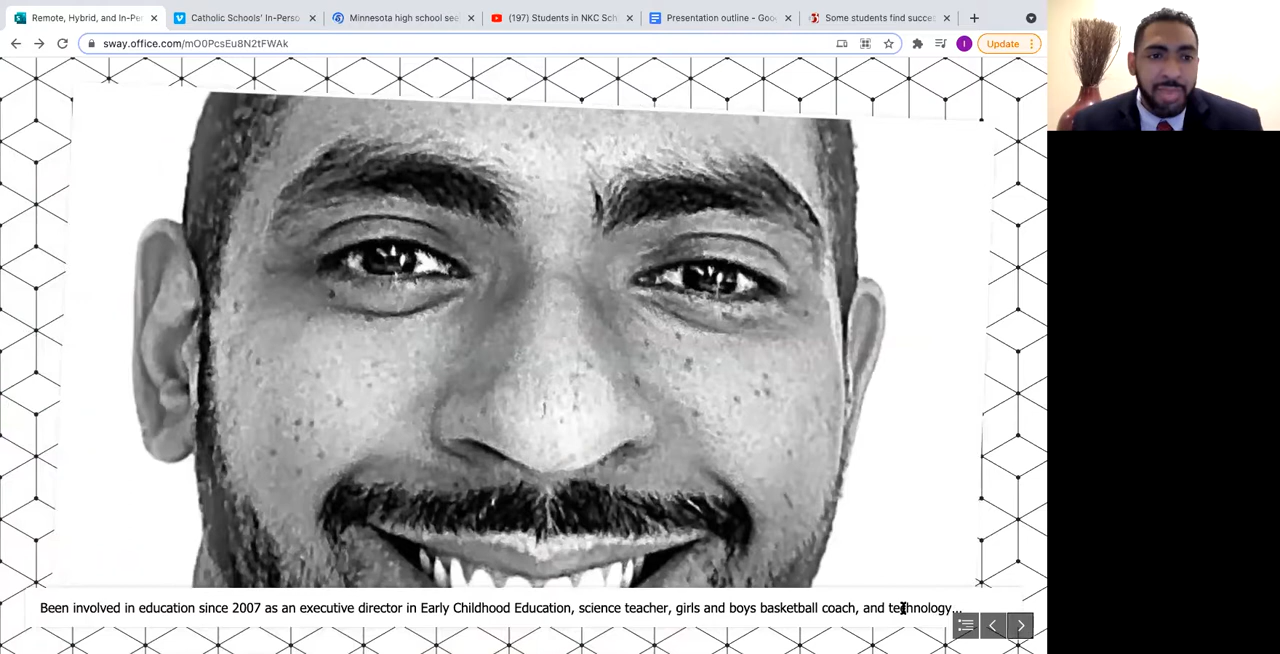 Remote, Hybrid, and In-Per
Catholic Schools' In-Perso
Minnesota high school see
(197) Students in NKC Sch
Presentation outline - Goo
Some students find succe
sway.office.com/mO0PcsEu8N2tFWAk
Update
Been involved in education since 2007 as an executive director in Early Childhood Education, science teacher, girls and boys basketball coach, and technology...